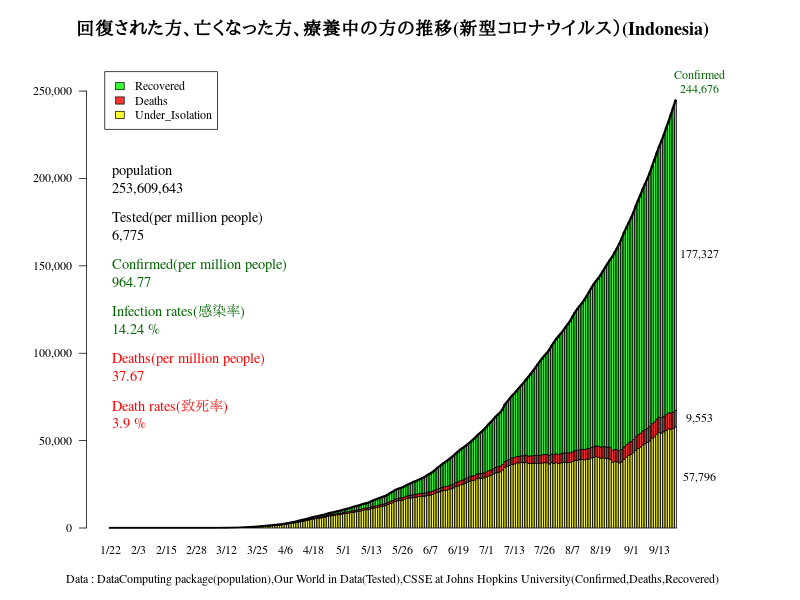 回復された方、亡くなった方、療養中の方の推移(新型コロナウイルス）(Indonesia)
Confirmed
244,676
Recovered
Deaths
Under_Isolation
250,000
200,000
150,000
100,000
50,000
0
population
253,609,643
Tested(per million people)
6,775
Confirmed(per million people)
964.77
Infection rates(感染率)
14.24 %
Deaths(per million people)
37.67
Death rates(致死率)
3.9 %
177,327
9,553
57,796
1/22 2/3 2/15 2/28 3/12 3/25 4/6 4/18 5/1 5/13 5/26 6/7 6/19 7/1 7/13 7/26 8/7 8/19 9/1 9/13
Data : DataComputing package(population),Our World in Data(Tested),CSSE at Johns Hopkins University(Confirmed,Deaths,Recovered)